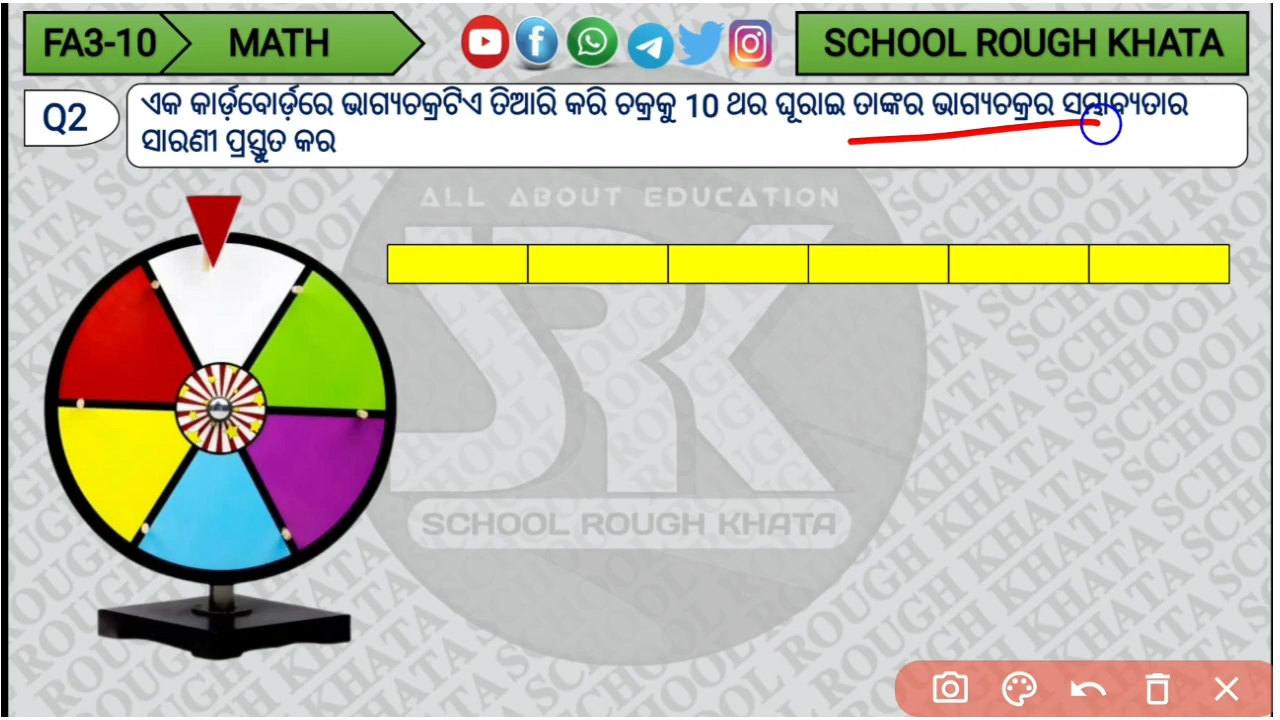 FA3-10 MATH SCHOOL ROUGH KHATA
Q2 ଏକ କାର୍ଡ଼ବୋର୍ଡ଼ରେ ଭାଗ୍ୟଚକ୍ରଟିଏ ତିଆରି କରି ଚକ୍ରକୁ 10 ଥର ଘୂରାଇ ତାଙ୍କର ଭାଗ୍ୟଚକ୍ରର ସମ୍ଭାବ୍ୟତାର
ସାରଣୀ ପ୍ରସ୍ତୁତ କର
ALL ABOUT EDUCATION
SRK
SCHOOL ROUGH KHATA